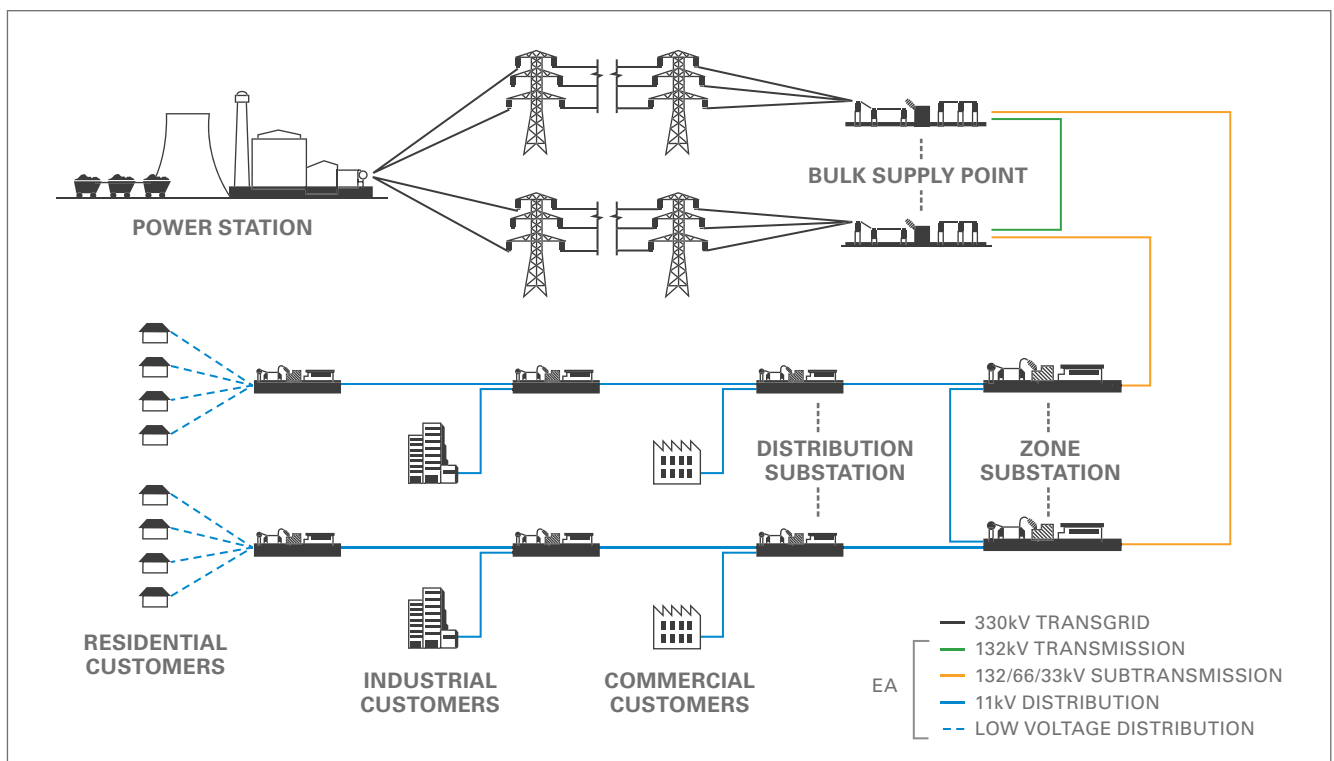 BULK SUPPLY POINT
POWER STATION
DISTRIBUTION
SUBSTATION
ZONE
SUBSTATION
RESIDENTIAL
CUSTOMERS
INDUSTRIAL
CUSTOMERS
COMMERCIAL
CUSTOMERS
330kV TRANSGRID
132kV TRANSMISSION
132/66/33kV SUBTRANSMISSION
EA
11kV DISTRIBUTION
LOW VOLTAGE DISTRIBUTION